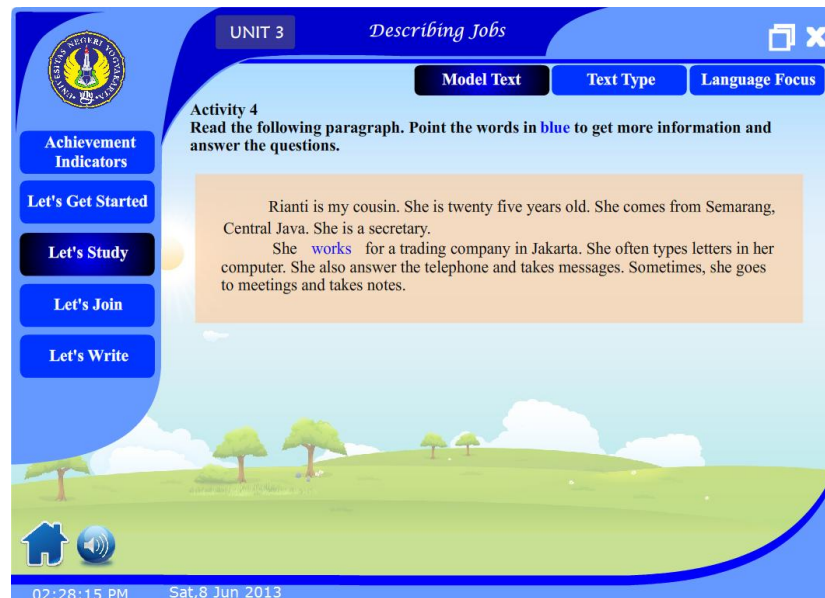 UNIT 3
Describing Jobs
Model Text
Text Type
Language Focus
UNIVERSITAS NEGERI YOGYAKARTA
Activity 4
Read the following paragraph. Point the words in blue to get more information and
answer the questions.
Achievement
Indicators
Let's Get Started
Let's Study
Let's Join
Let's Write
Rianti is my cousin. She is twenty five years old. She comes from Semarang,
Central Java. She is a secretary.
She works for a trading company in Jakarta. She often types letters in her
computer. She also answer the telephone and takes messages. Sometimes, she goes
to meetings and takes notes.
02:28:15 PM
Sat,8 Jun 2013